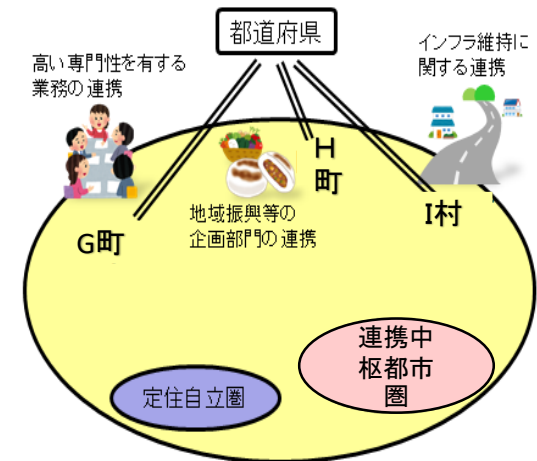 都道府県
高い専門性を有する
業務の連携
インフラ維持に
関する連携
H
町
地域振興等の
企画部門の連携
G町
I村
連携中
枢都市
圏
定住自立圏